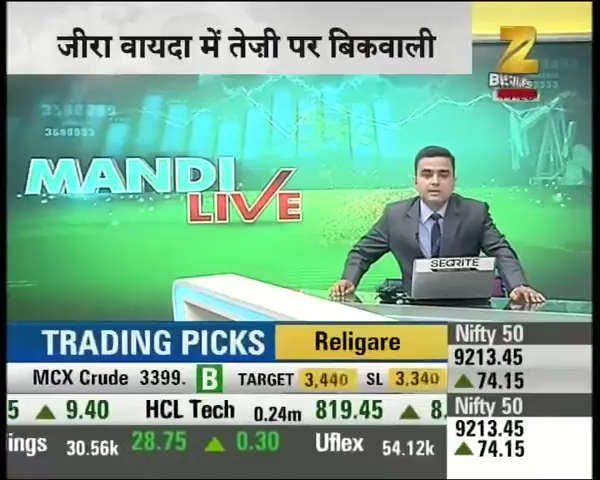 जीरा वायदा में तेज़ी पर बिकवाली
Z
BUSINESS
MANDI
LIVE
SEQRITE
TRADING PICKS Religare
MCX Crude 3399. B TARGET 3,440 SL 3,340
5 ▲ 9.40 HCL Tech 0.24m 819.45 ▲ 8.
ings 30.56k 28.75 ▲ 0.30 Uflex 54.12k
Nifty 50
9213.45
▲ 74.15
Nifty 50
9213.45
▲ 74.15